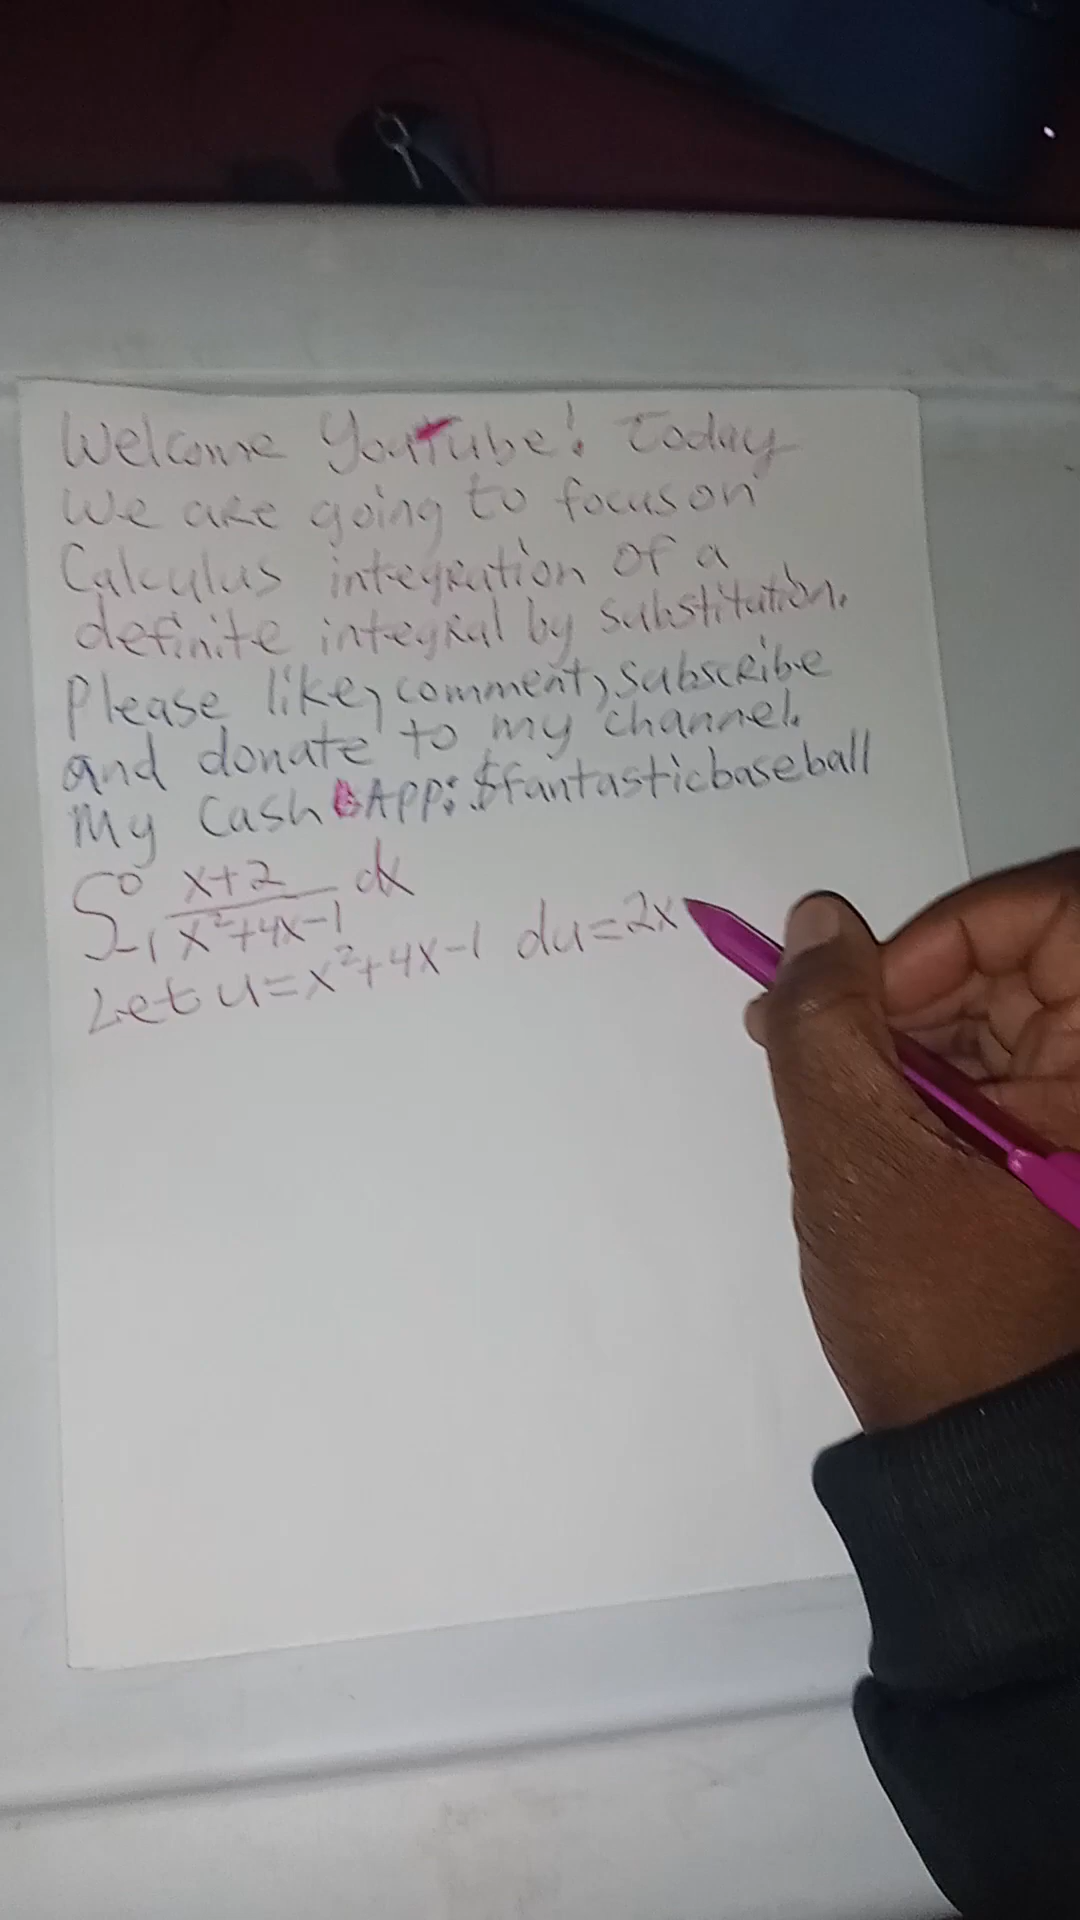 Welcome YouTube! Today
We are going to focus on
Calculus integration of a
definite integral by substitution.
Please like, comment, subscribe
and donate to my channel.
My Cash App: $fantasticbaseball
∫₋₁⁰ (x+2)/(x²+4x-1) dx
Let u=x²+4x-1 du=2x